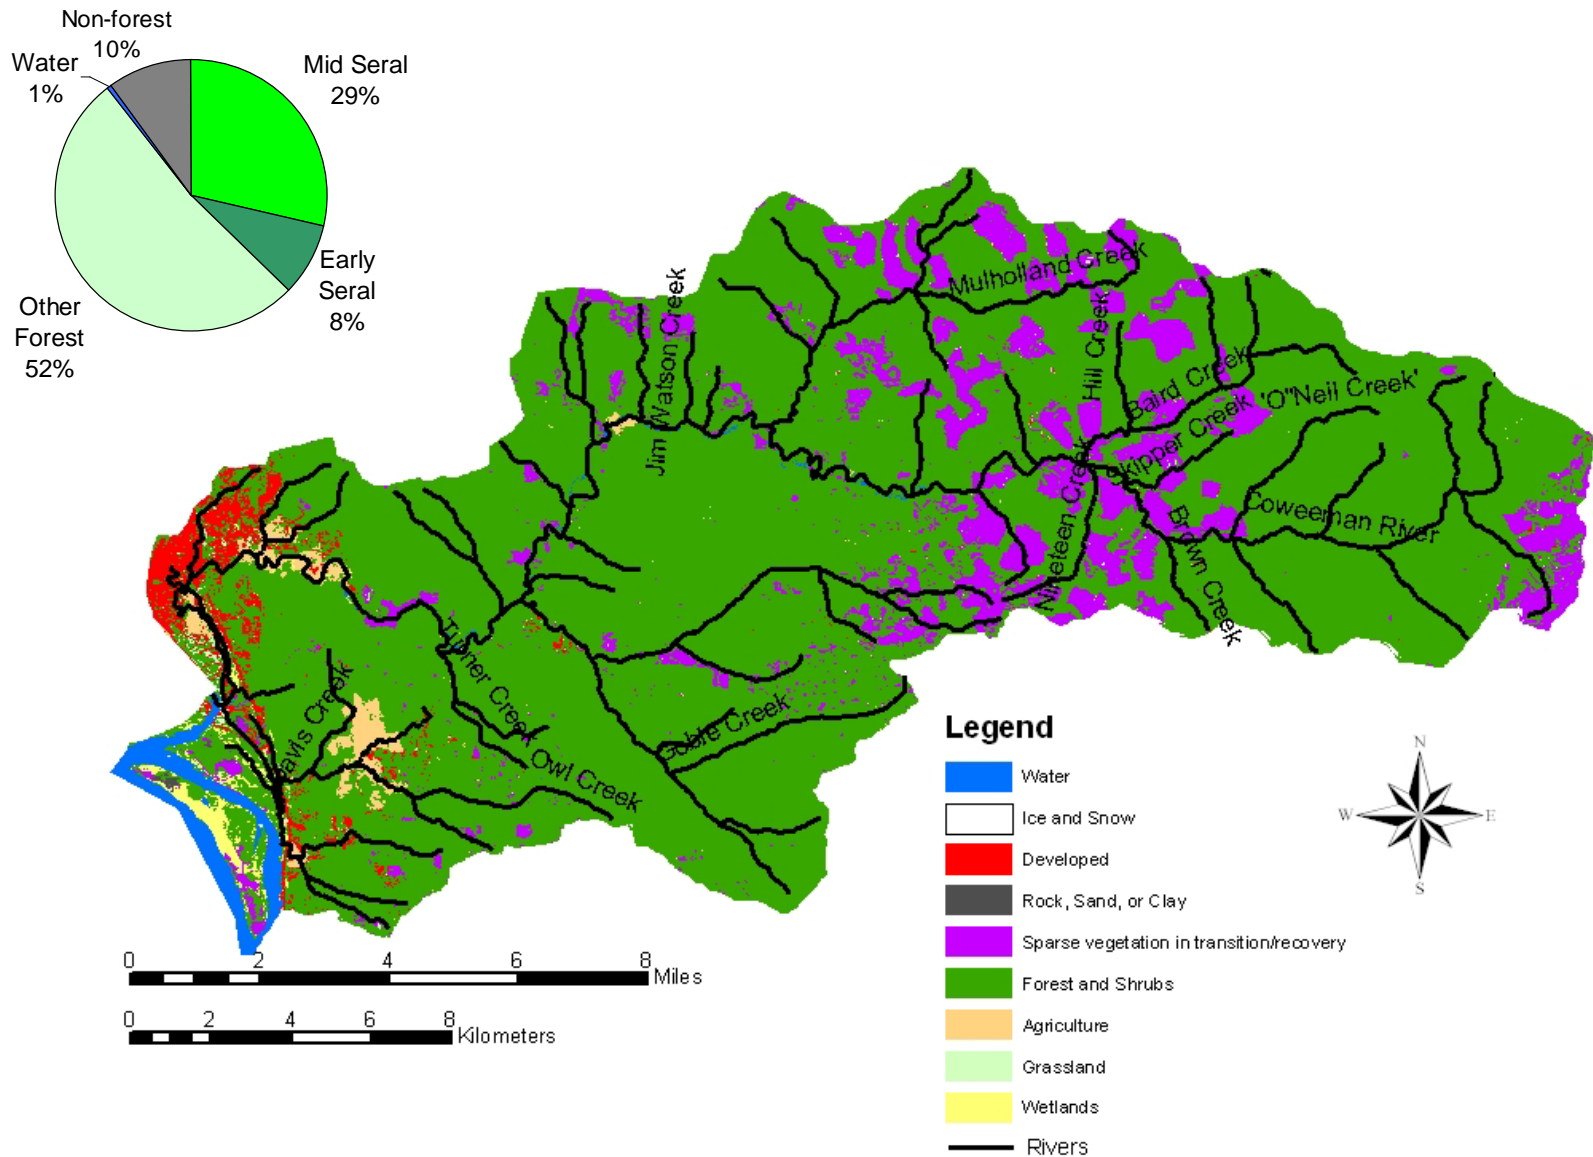 Non-forest
10%
Water
1%
Mid Seral
29%
Early
Seral
8%
Other
Forest
52%
Mulholland Creek
Jim Watson Creek
Hill Creek
Baird Creek
Skipper Creek
'O"Neil Creek'
Nineteen Creek
Coweeman River
Brown Creek
Turner Creek
Davis Creek
Goble Creek
Owl Creek
Legend
Water
Ice and Snow
Developed
Rock, Sand, or Clay
Sparse vegetation in transition/recovery
Forest and Shrubs
Agriculture
Grassland
Wetlands
Rivers
N
W
E
S
0 2 4 6 8
Miles
0 2 4 6 8
Kilometers